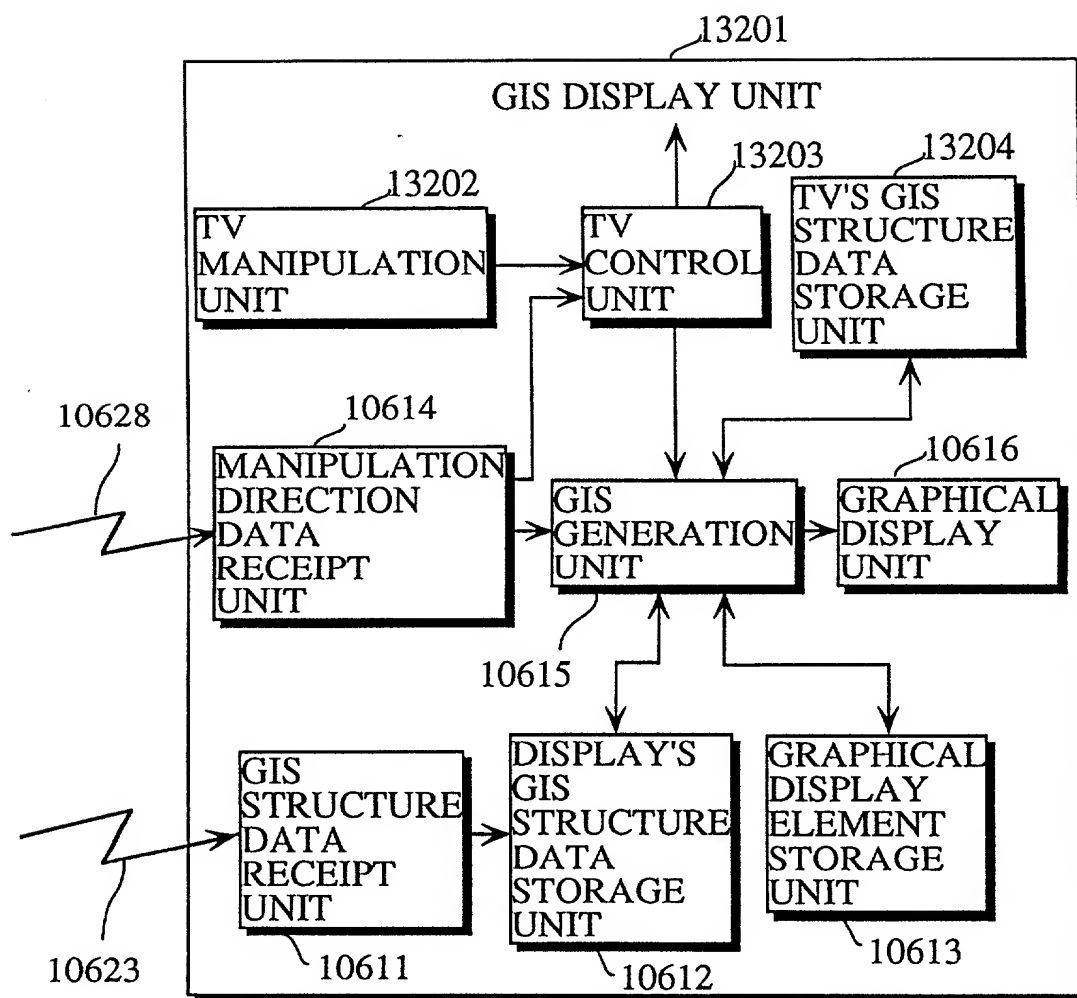 13201
GIS DISPLAY UNIT
13202
TV
MANIPULATION
UNIT
13203
TV
CONTROL
UNIT
13204
TV'S GIS
STRUCTURE
DATA
STORAGE
UNIT
10628
10614
MANIPULATION
DIRECTION
DATA
RECEIPT
UNIT
GIS
GENERATION
UNIT
10615
10616
GRAPHICAL
DISPLAY
UNIT
10623
GIS
STRUCTURE
DATA
RECEIPT
UNIT
10611
DISPLAY'S
GIS
STRUCTURE
DATA
STORAGE
UNIT
10612
GRAPHICAL
DISPLAY
ELEMENT
STORAGE
UNIT
10613